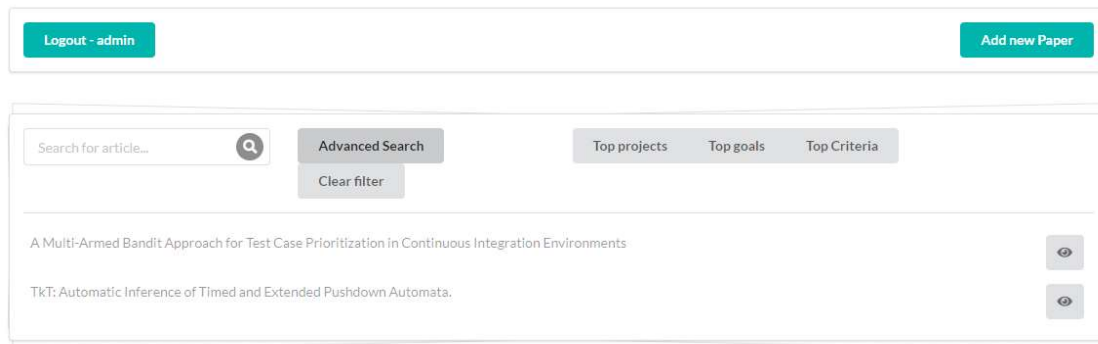 Logout - admin
Add new Paper
Search for article...
Advanced Search
Top projects
Top goals
Top Criteria
Clear filter
A Multi-Armed Bandit Approach for Test Case Prioritization in Continuous Integration Environments
TkT: Automatic Inference of Timed and Extended Pushdown Automata.